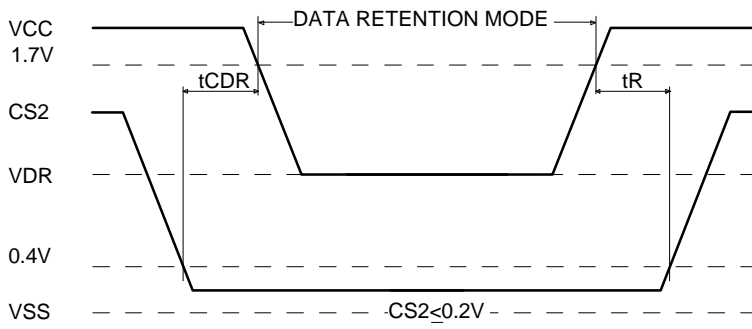 VCC
DATA RETENTION MODE
1.7V
tCDR
tR
CS2
VDR
0.4V
CS2≤0.2V
VSS